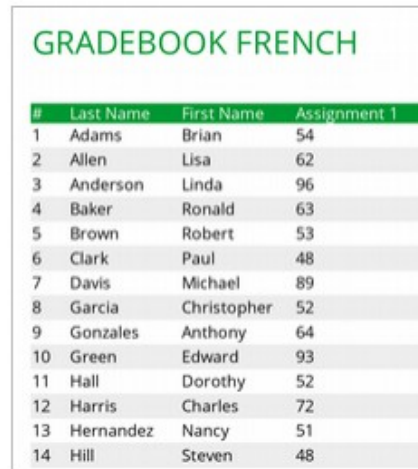 GRADEBOOK FRENCH
# Last Name First Name Assignment 1
1 Adams Brian 54
2 Allen Lisa 62
3 Anderson Linda 96
4 Baker Ronald 63
5 Brown Robert 53
6 Clark Paul 48
7 Davis Michael 89
8 Garcia Christopher 52
9 Gonzales Anthony 64
10 Green Edward 93
11 Hall Dorothy 52
12 Harris Charles 72
13 Hernandez Nancy 51
14 Hill Steven 48